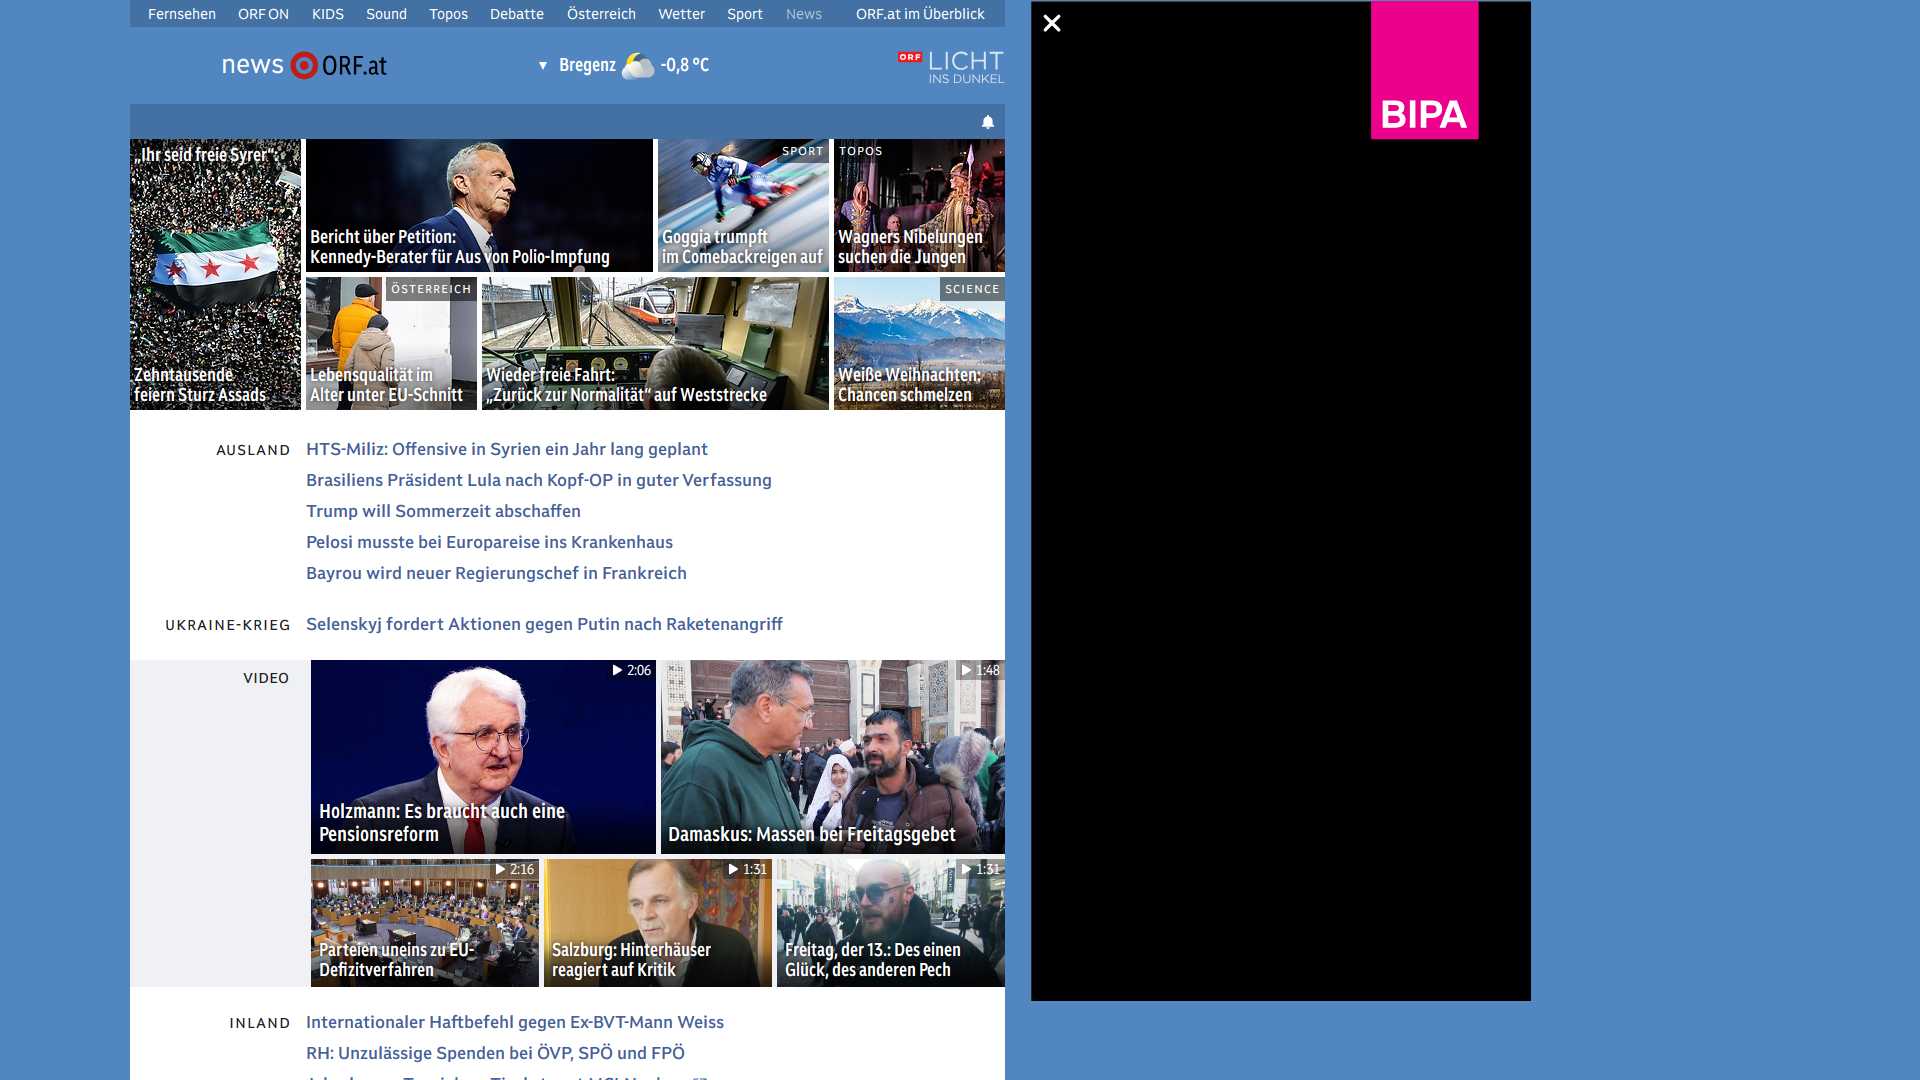 Fernsehen ORF ON KIDS Sound Topos Debatte Österreich Wetter Sport News ORF.at im Überblick
news ORF.at
▼ Bregenz -0,8 °C
ORF LICHT
INS DUNKEL
BIPA
„Ihr seid freie Syrer“:
Zehntausende
feiern Sturz Assads
Bericht über Petition:
Kennedy-Berater für Aus von Polio-Impfung
SPORT
Goggia trumpft
im Comebackreigen auf
TOPOS
Wagners Nibelungen
suchen die Jungen
ÖSTERREICH
Lebensqualität im
Alter unter EU-Schnitt
Wieder freie Fahrt:
„Zurück zur Normalität“ auf Weststrecke
SCIENCE
Weiße Weihnachten:
Chancen schmelzen
AUSLAND
HTS-Miliz: Offensive in Syrien ein Jahr lang geplant
Brasiliens Präsident Lula nach Kopf-OP in guter Verfassung
Trump will Sommerzeit abschaffen
Pelosi musste bei Europareise ins Krankenhaus
Bayrou wird neuer Regierungschef in Frankreich
UKRAINE-KRIEG
Selenskyj fordert Aktionen gegen Putin nach Raketenangriff
VIDEO
2:06
Holzmann: Es braucht auch eine
Pensionsreform
1:48
Damaskus: Massen bei Freitagsgebet
2:16
Parteien uneins zu EU-
Defizitverfahren
1:31
Salzburg: Hinterhäuser
reagiert auf Kritik
1:31
Freitag, der 13.: Des einen
Glück, des anderen Pech
INLAND
Internationaler Haftbefehl gegen Ex-BVT-Mann Weiss
RH: Unzulässige Spenden bei ÖVP, SPÖ und FPÖ